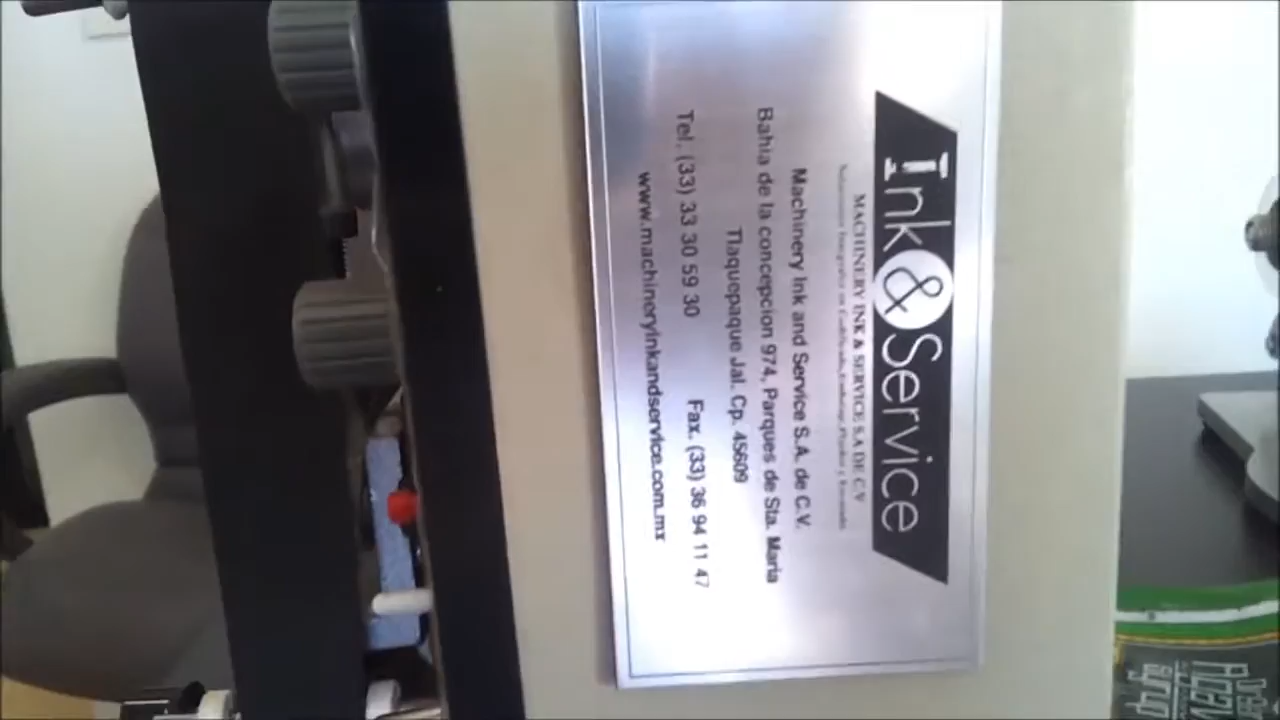 Ink & Service
MACHINERY INK & SERVICE S.A DE C.V
Machinery Ink and Service S.A. de C.V.
Bahia de la concepcion 974, Parques de Sta. Maria
Tlaquepaque Jal. Cp. 45609
Tel. (33) 33 30 59 30 Fax. (33) 36 94 11 47
www.machineryinkandservice.com.mx